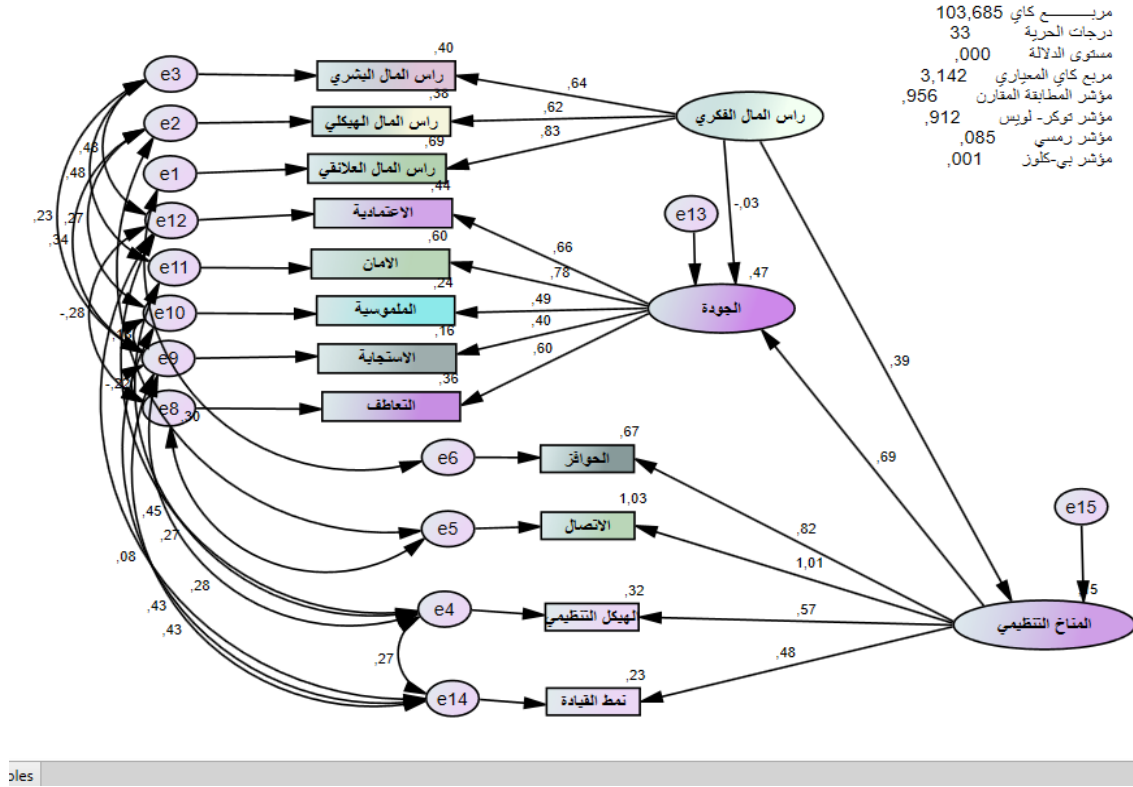 مربـــــــع كاي 103,685
درجات الحرية 33
مستوى الدلالة ,000
مربع كاي المعياري 3,142
مؤشر المطابقة المقارن ,956
مؤشر توكر- لويس ,912
مؤشر رمسي ,085
مؤشر بي-كلوز ,001
,40
e3
راس المال البشري
,64
راس المال الفكري
,38
e2
راس المال الهيكلي
,62
,83
,69
,43
,48
e1
راس المال العلائقي
,44
,23
,27
,34
e12
الاعتمادية
-,03
e13
,66
,60
e11
الامان
,78
,47
,24
-,28
e10
الملموسية
,49
الجودة
,16
,40
e9
الاستجابة
,60
,39
,36
-,22
e8
,30
التعاطف
,67
e6
الحوافز
,69
1,03
e5
الاتصال
,82
e15
,45
,27
1,01
,08
,28
,32
e4
الهيكل التنظيمي
,57
المناخ التنظيمي
,43
,43
,27
,48
,23
e14
نمط القيادة